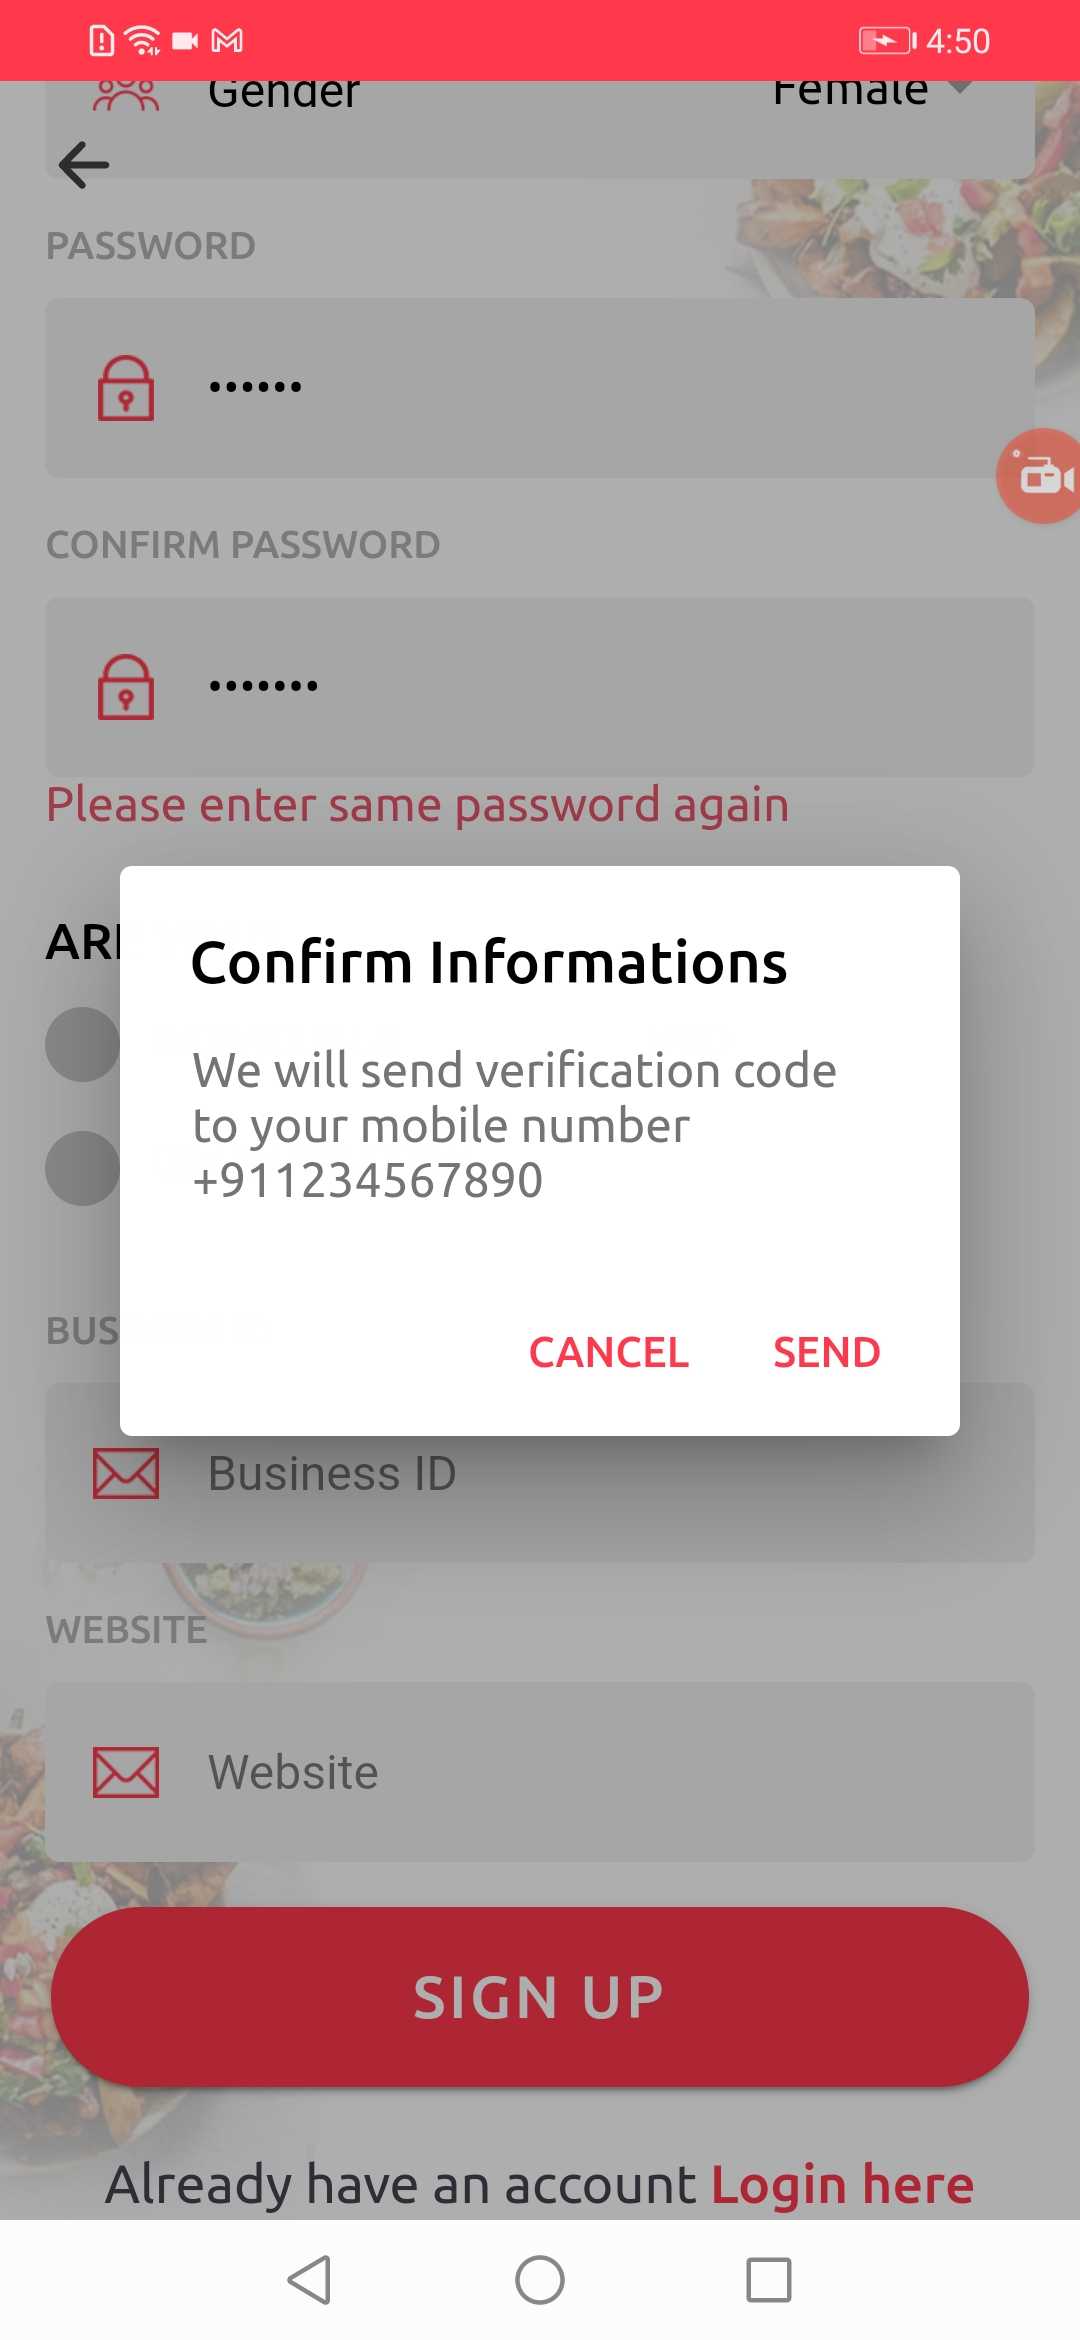 4:50
Gender
Female
PASSWORD
••••••
CONFIRM PASSWORD
•••••••
Please enter same password again
Confirm Informations
We will send verification code
to your mobile number
+911234567890
CANCEL
SEND
Business ID
WEBSITE
Website
SIGN UP
Already have an account Login here